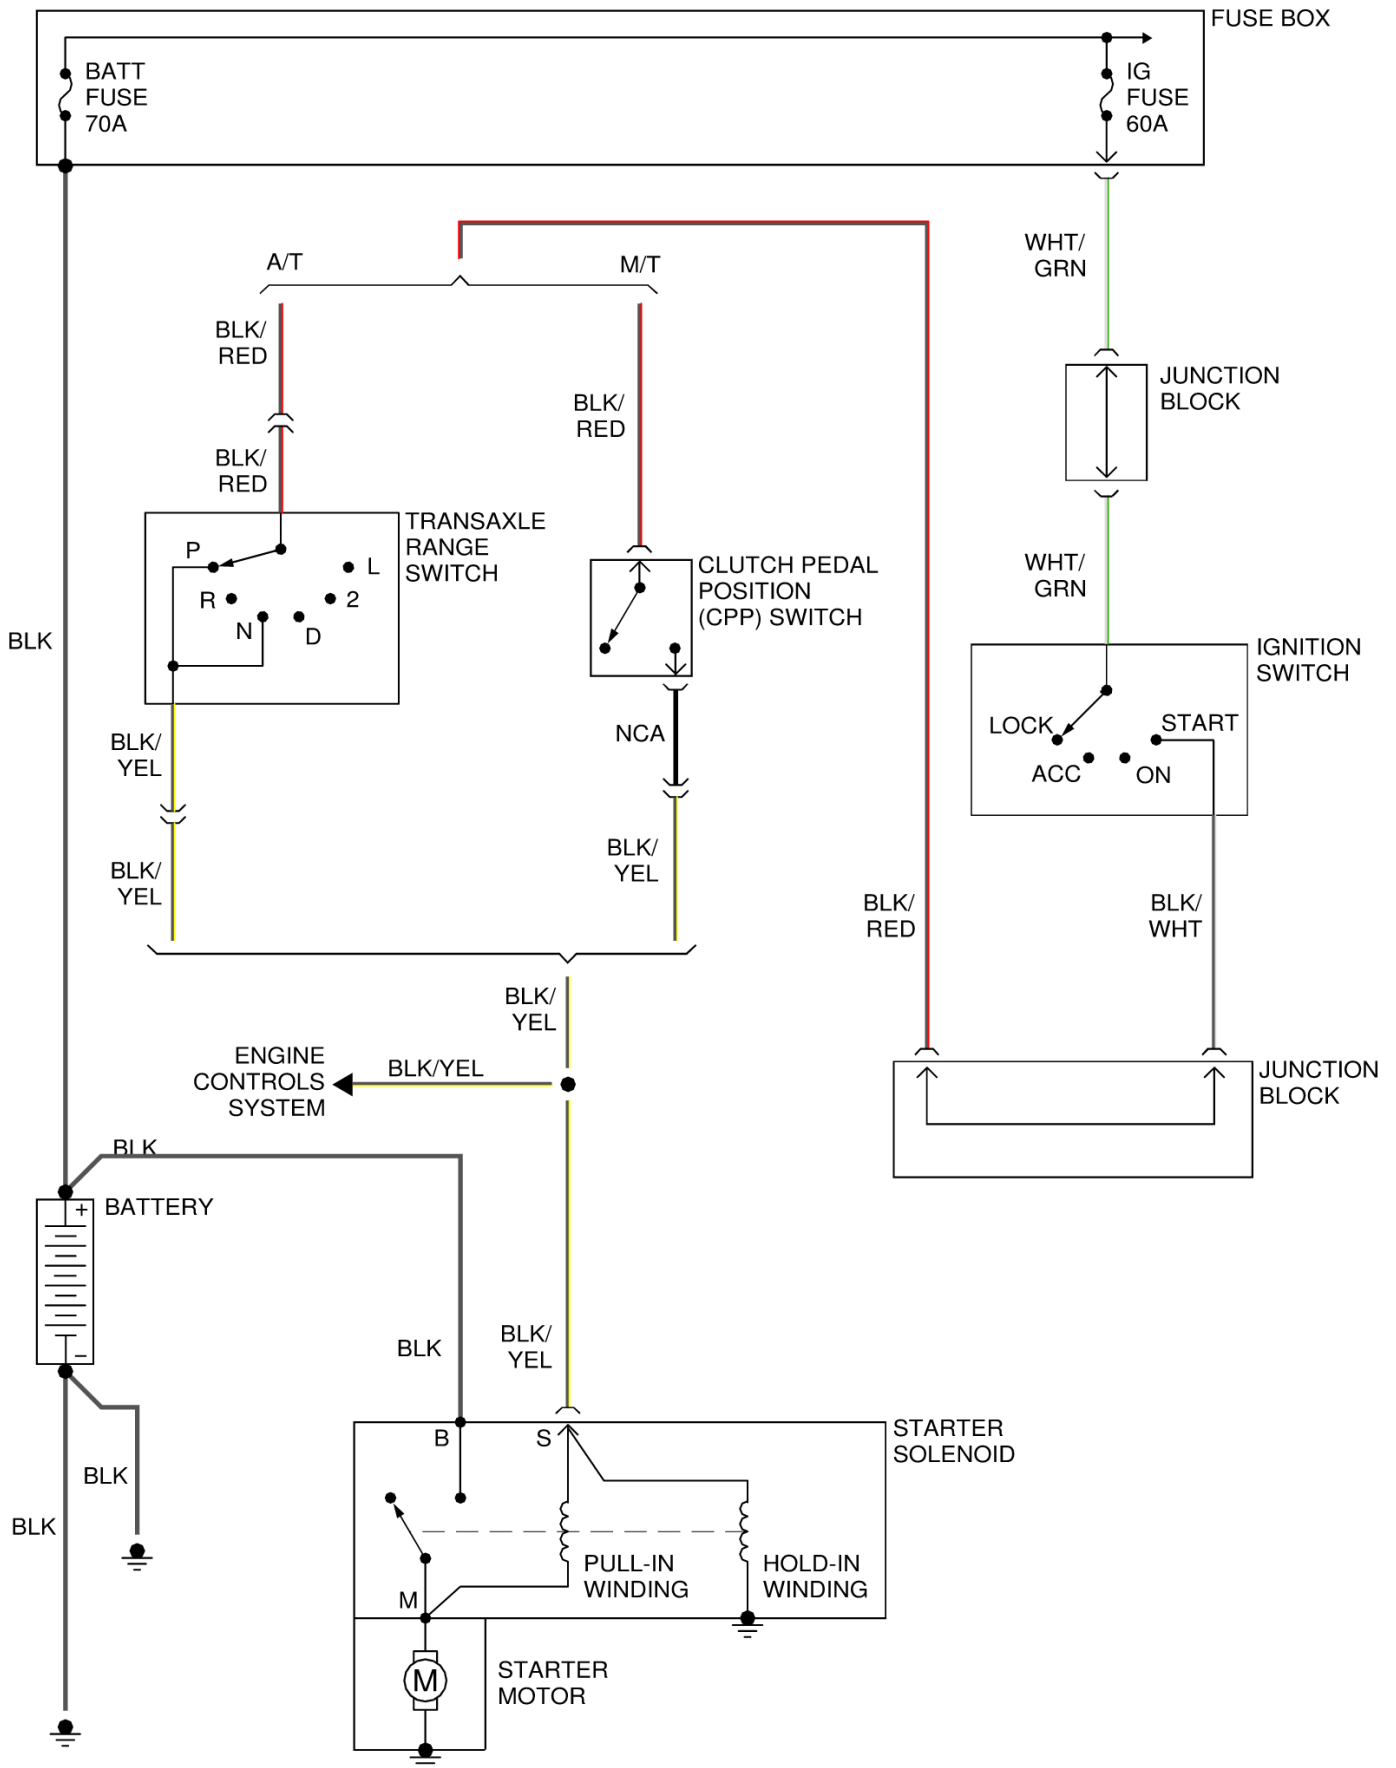 FUSE BOX
BATT
FUSE
70A
IG
FUSE
60A
WHT/
GRN
A/T
M/T
BLK/
RED
BLK/
RED
BLK/
RED
JUNCTION
BLOCK
TRANSAXLE
RANGE
SWITCH
P
R
N
D
2
L
CLUTCH PEDAL
POSITION
(CPP) SWITCH
WHT/
GRN
BLK
IGNITION
SWITCH
LOCK
ACC
ON
START
BLK/
YEL
NCA
BLK/
YEL
BLK/
YEL
BLK/
RED
BLK/
WHT
BLK/
YEL
ENGINE
CONTROLS
SYSTEM
BLK/YEL
JUNCTION
BLOCK
BLK
+
BATTERY
−
BLK
BLK/
YEL
STARTER
SOLENOID
B
S
BLK
BLK
PULL-IN
WINDING
HOLD-IN
WINDING
M
M
STARTER
MOTOR